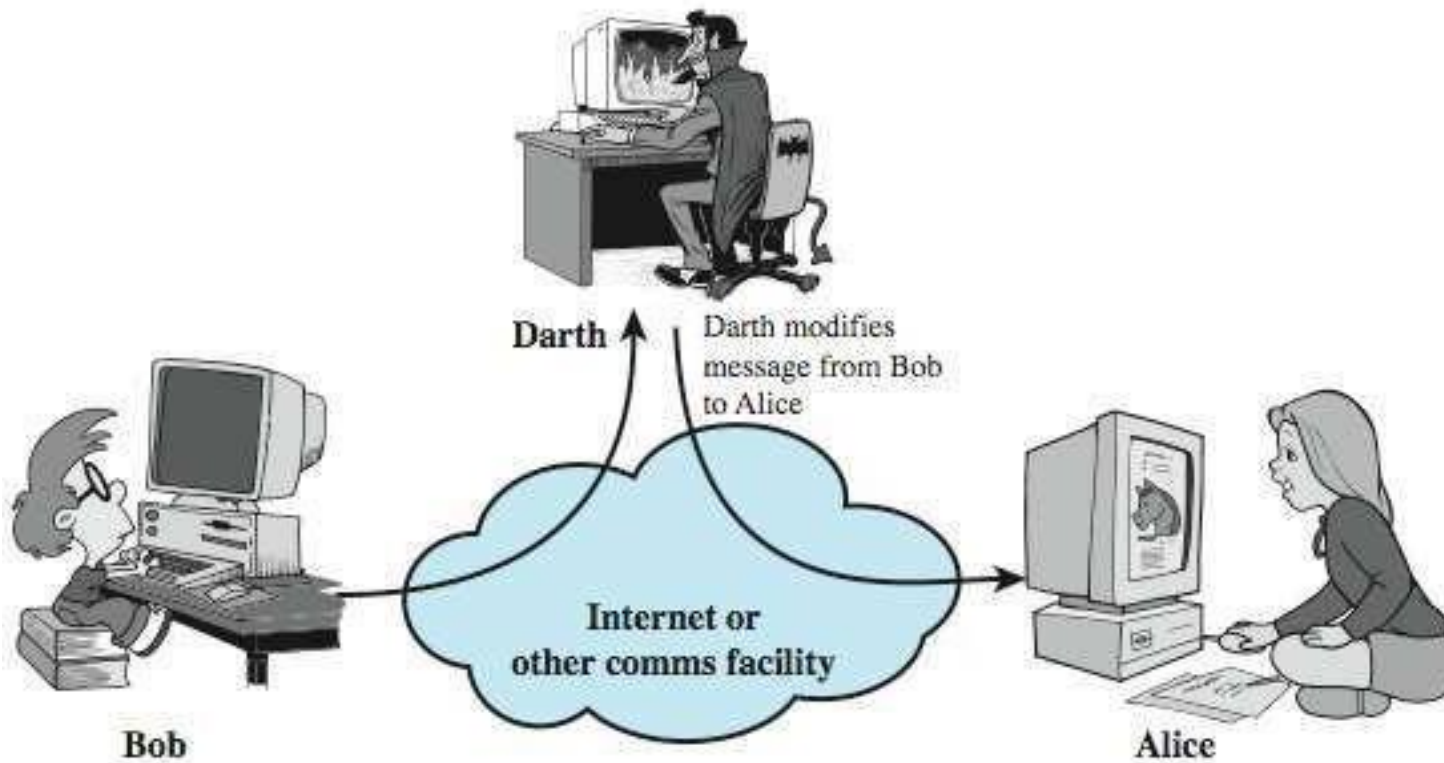 Darth
Darth modifies
message from Bob
to Alice
Internet or
other comms facility
Bob
Alice